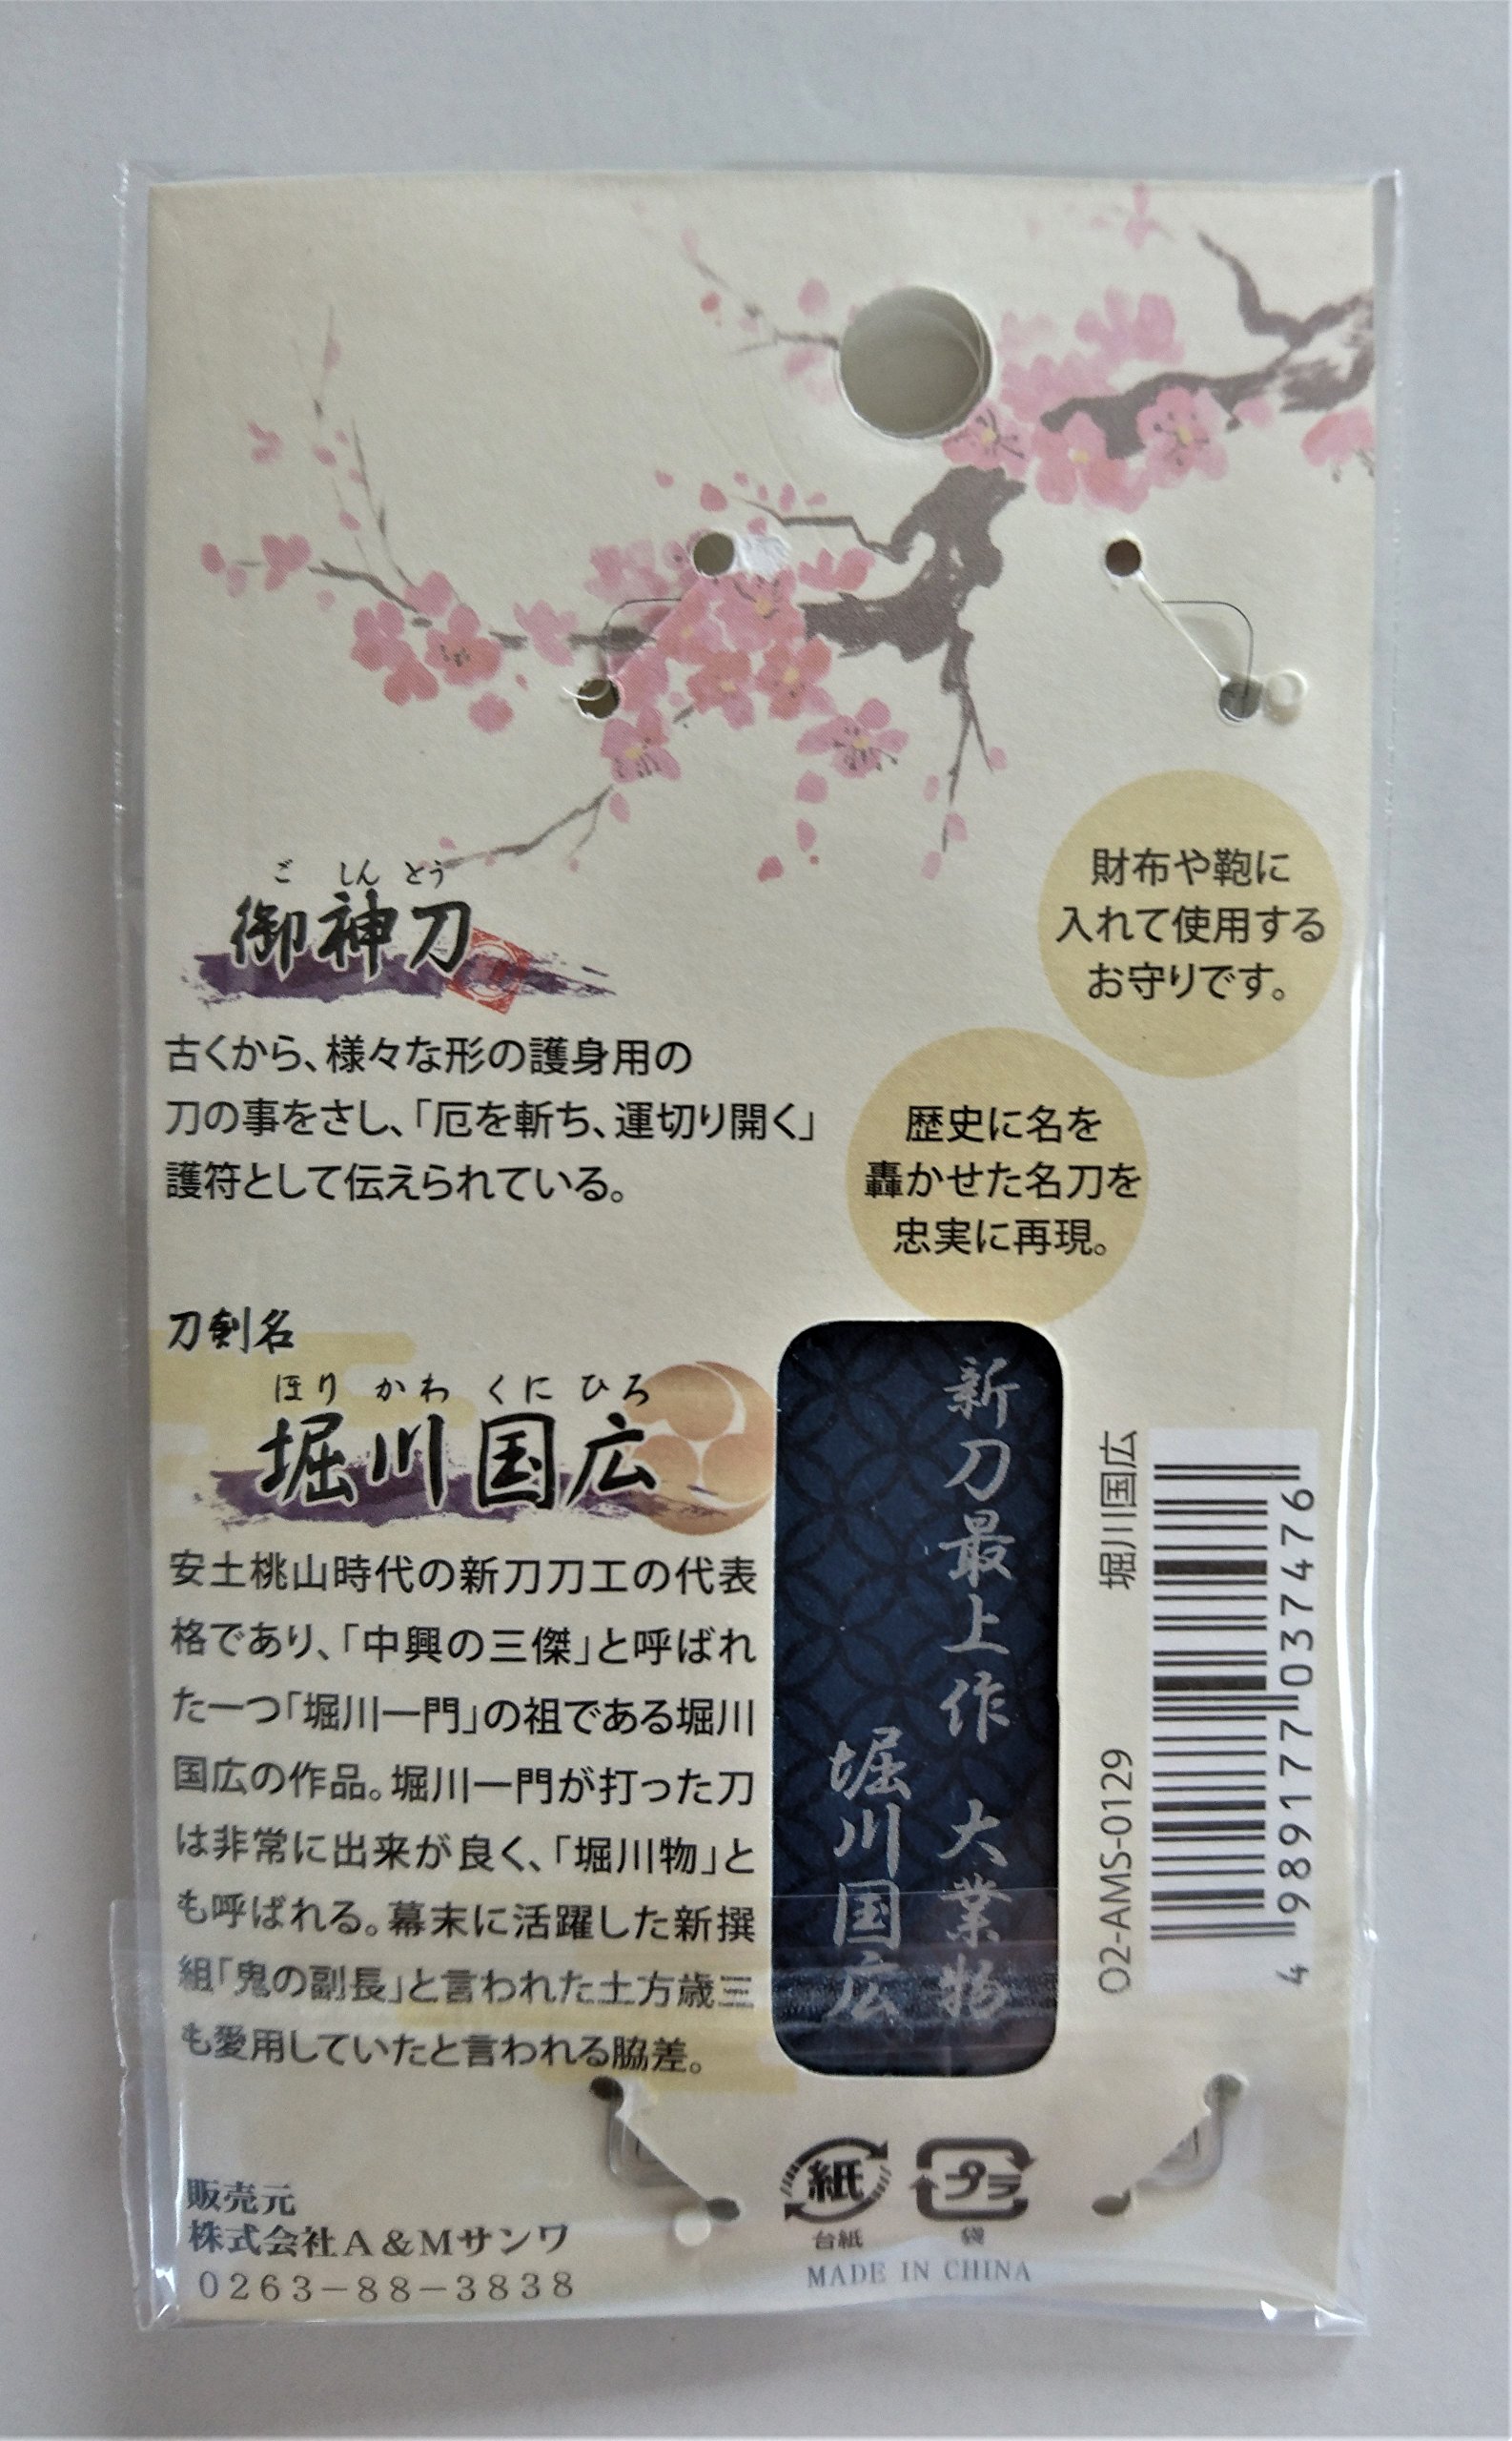 財布や鞄に
入れて使用する
お守りです。
ごしんとう
御神刀
古くから、様々な形の護身用の
刀の事をさし、「厄を斬ち、運切り開く」
護符として伝えられている。
歴史に名を
轟かせた名刀を
忠実に再現。
刀剣名
ほりかわくにひろ
堀川国広
安土桃山時代の新刀刀工の代表
格であり、「中興の三傑」と呼ばれ
た一つ「堀川一門」の祖である堀川
国広の作品。堀川一門が打った刀
は非常に出来が良く、「堀川物」と
も呼ばれる。幕末に活躍した新撰
組「鬼の副長」と言われた土方歳三
も愛用していたと言われる脇差。
新刀最上作 大業物
堀川国広
O2-AMS-0129 堀川国広
4989177037476
販売元
株式会社A&Mサンワ
0263-88-3838
紙
台紙
プラ
袋
MADE IN CHINA